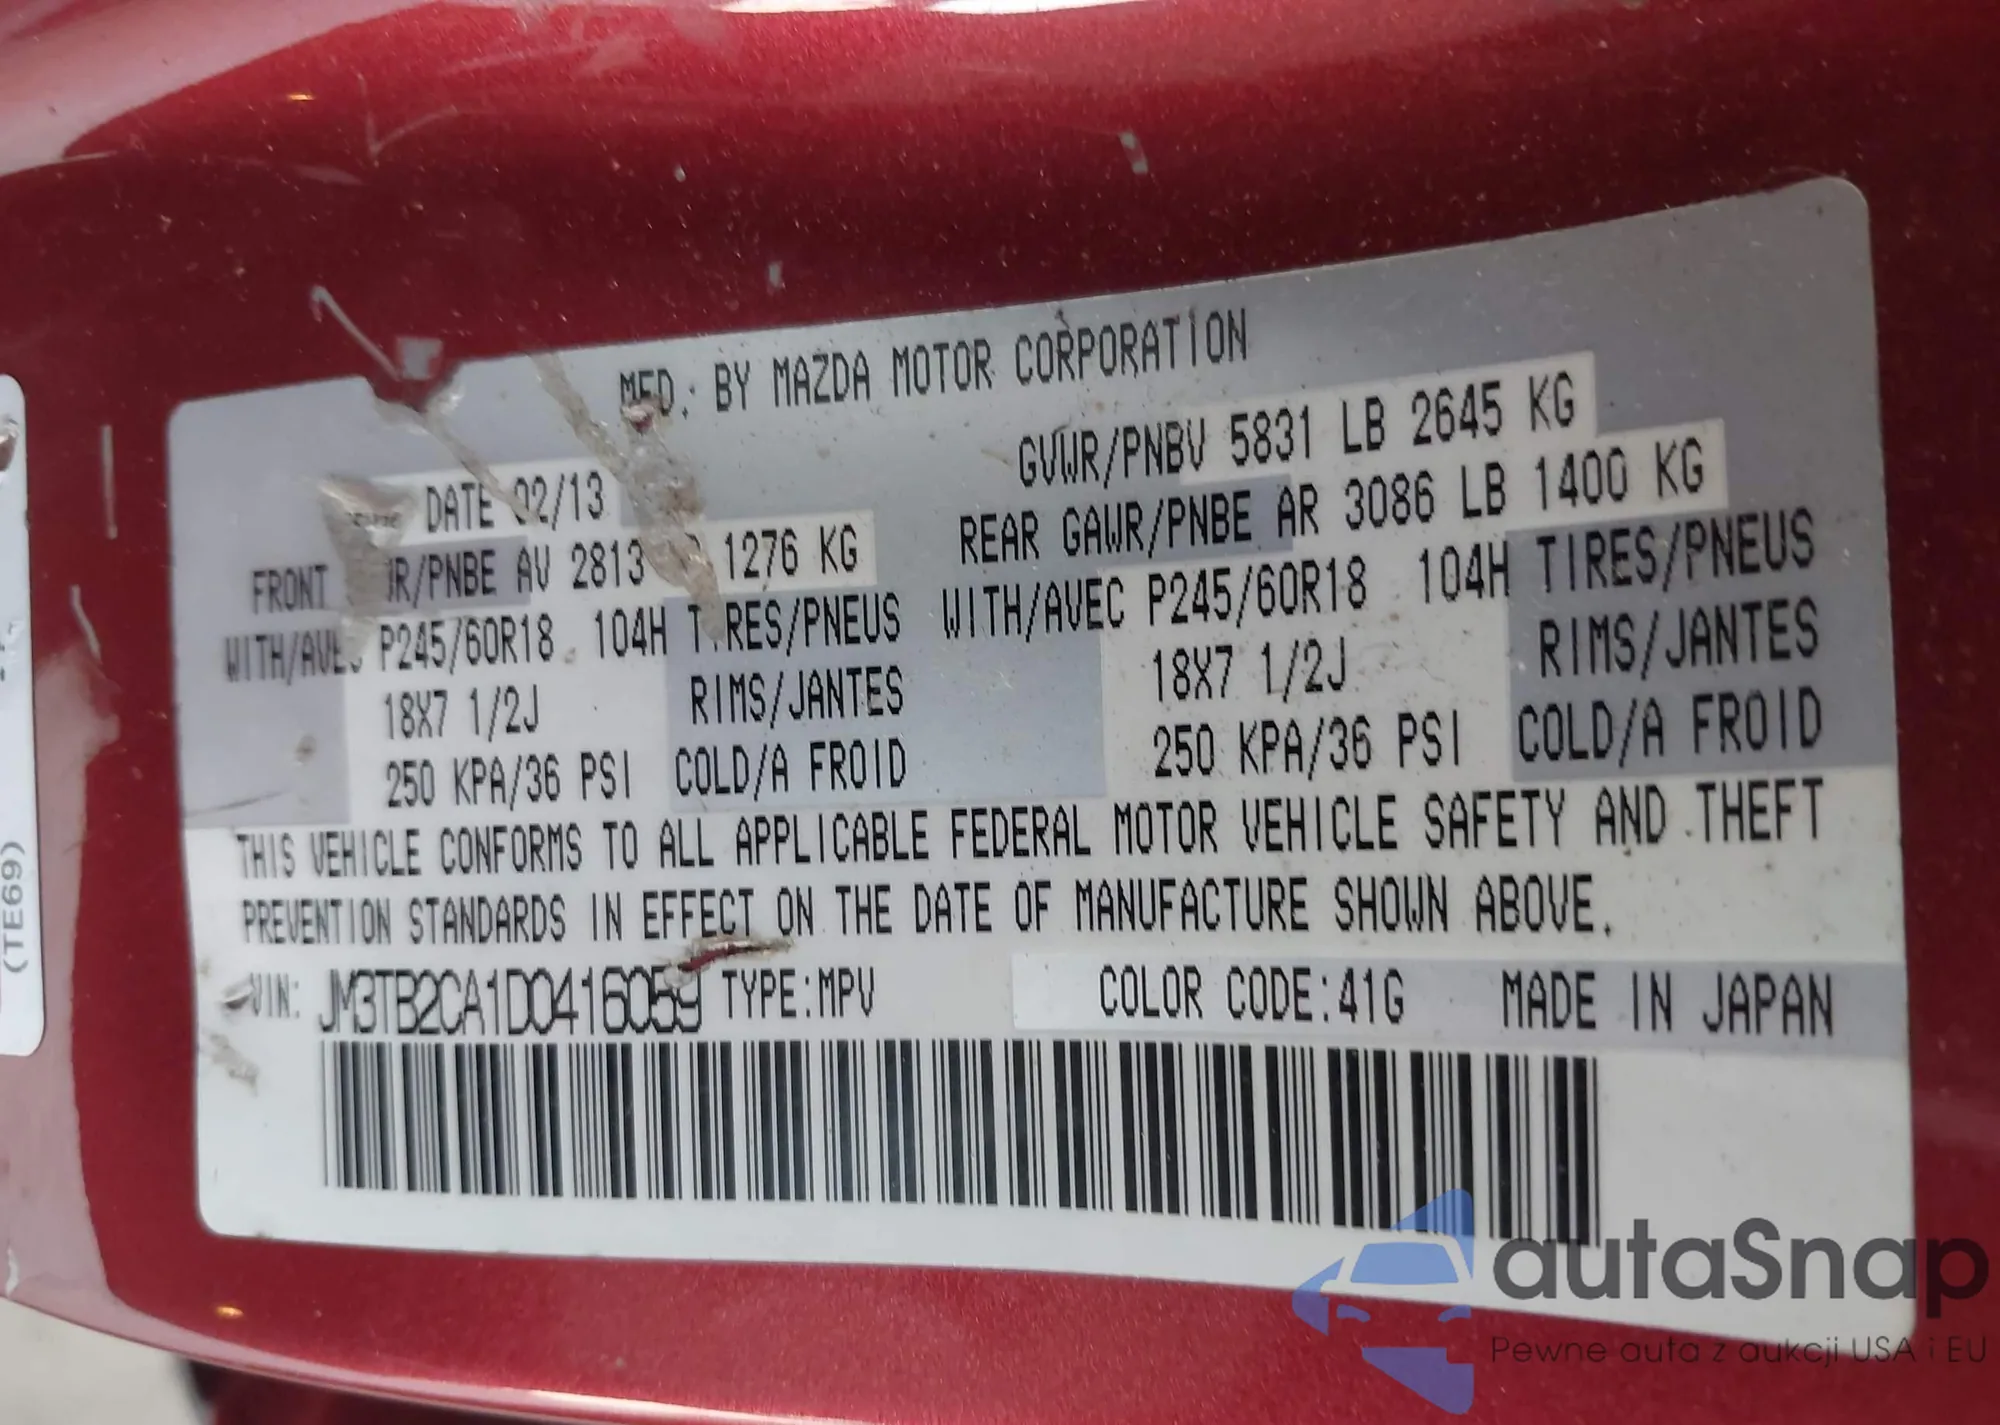 MFD. BY MAZDA MOTOR CORPORATION
DATE 02/13
GVWR/PNBV 5831 LB 2645 KG
FRONT /PNBE AV 2813 1276 KG
REAR GAWR/PNBE AR 3086 LB 1400 KG
WITH/AVEC P245/60R18 104H TIRES/PNEUS
WITH/AVEC P245/60R18 104H TIRES/PNEUS
18X7 1/2J RIMS/JANTES
18X7 1/2J RIMS/JANTES
250 KPA/36 PSI COLD/A FROID
250 KPA/36 PSI COLD/A FROID
THIS VEHICLE CONFORMS TO ALL APPLICABLE FEDERAL MOTOR VEHICLE SAFETY AND THEFT
PREVENTION STANDARDS IN EFFECT ON THE DATE OF MANUFACTURE SHOWN ABOVE.
VIN: JM3TB2CA1D0416059 TYPE:MPV COLOR CODE:41G MADE IN JAPAN
(TE69)
autaSnap
Pewne auta z aukcji USA i EU